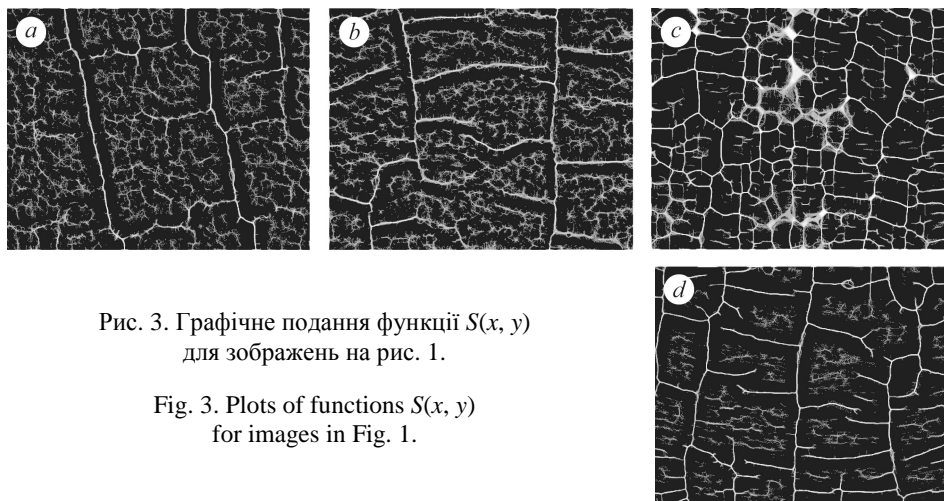 a
b
c
d
Рис. 3. Графічне подання функції S(x, y)
для зображень на рис. 1.
Fig. 3. Plots of functions S(x, y)
for images in Fig. 1.